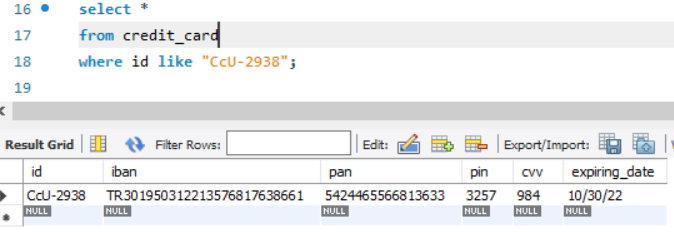 16 select *
17 from credit_card
18 where id like "CcU-2938";
19
Result Grid Filter Rows: Edit: Export/Import:
id iban pan pin cvv expiring_date
CcU-2938 TR301950312213576817638661 5424465566813633 3257 984 10/30/22
NULL NULL NULL NULL NULL NULL